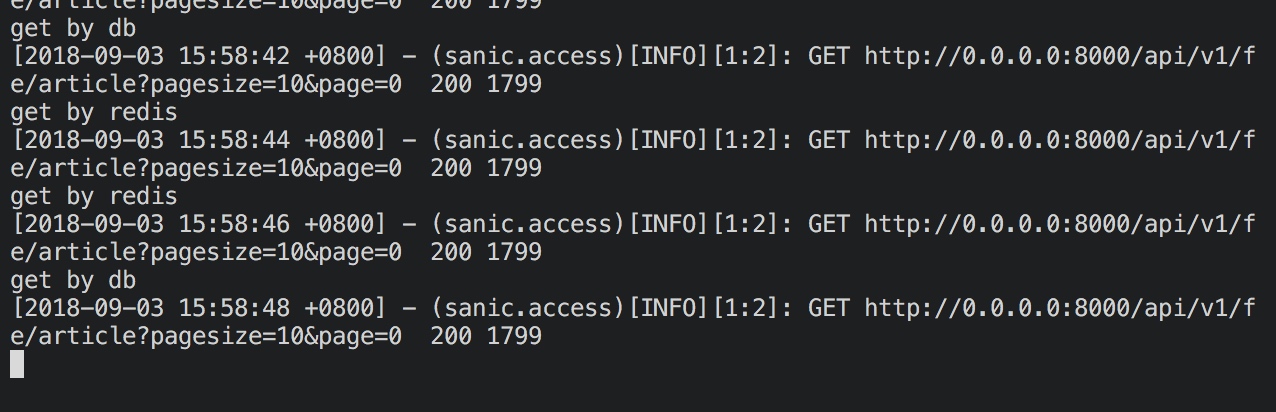 e/article?pagesize=10&page=0  200 1799
get by db
[2018-09-03 15:58:42 +0800] - (sanic.access)[INFO][1:2]: GET http://0.0.0.0:8000/api/v1/f
e/article?pagesize=10&page=0  200 1799
get by redis
[2018-09-03 15:58:44 +0800] - (sanic.access)[INFO][1:2]: GET http://0.0.0.0:8000/api/v1/f
e/article?pagesize=10&page=0  200 1799
get by redis
[2018-09-03 15:58:46 +0800] - (sanic.access)[INFO][1:2]: GET http://0.0.0.0:8000/api/v1/f
e/article?pagesize=10&page=0  200 1799
get by db
[2018-09-03 15:58:48 +0800] - (sanic.access)[INFO][1:2]: GET http://0.0.0.0:8000/api/v1/f
e/article?pagesize=10&page=0  200 1799